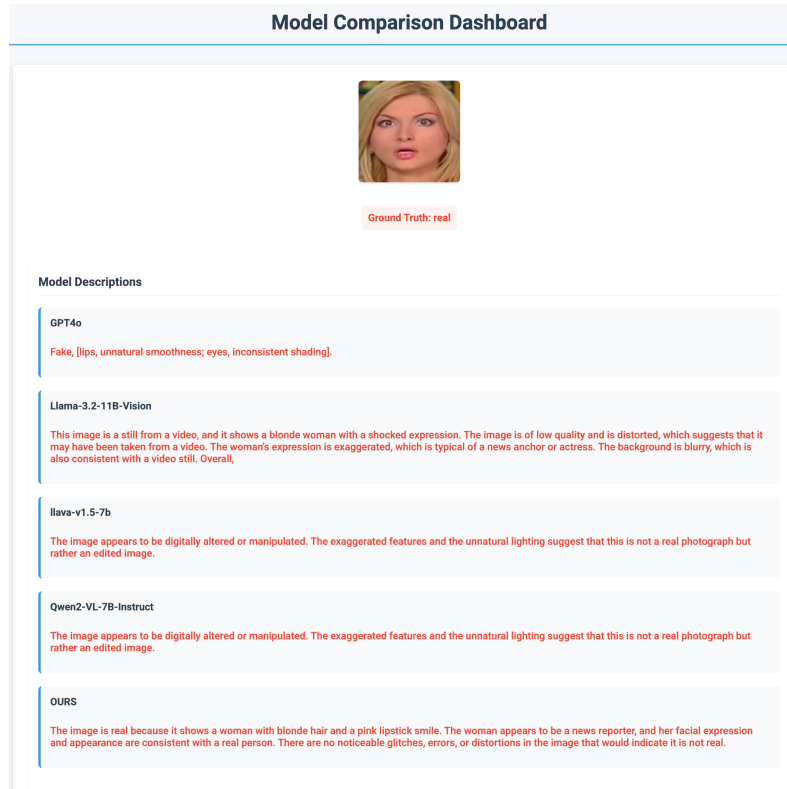 Model Comparison Dashboard
Ground Truth: real
Model Descriptions
GPT4o
Fake, [lips, unnatural smoothness; eyes, inconsistent shading].
Llama-3.2-11B-Vision
This image is a still from a video, and it shows a blonde woman with a shocked expression. The image is of low quality and is distorted, which suggests that it
may have been taken from a video. The woman's expression is exaggerated, which is typical of a news anchor or actress. The background is blurry, which is
also consistent with a video still. Overall,
llava-v1.5-7b
The image appears to be digitally altered or manipulated. The exaggerated features and the unnatural lighting suggest that this is not a real photograph but
rather an edited image.
Qwen2-VL-7B-Instruct
The image appears to be digitally altered or manipulated. The exaggerated features and the unnatural lighting suggest that this is not a real photograph but
rather an edited image.
OURS
The image is real because it shows a woman with blonde hair and a pink lipstick smile. The woman appears to be a news reporter, and her facial expression
and appearance are consistent with a real person. There are no noticeable glitches, errors, or distortions in the image that would indicate it is not real.